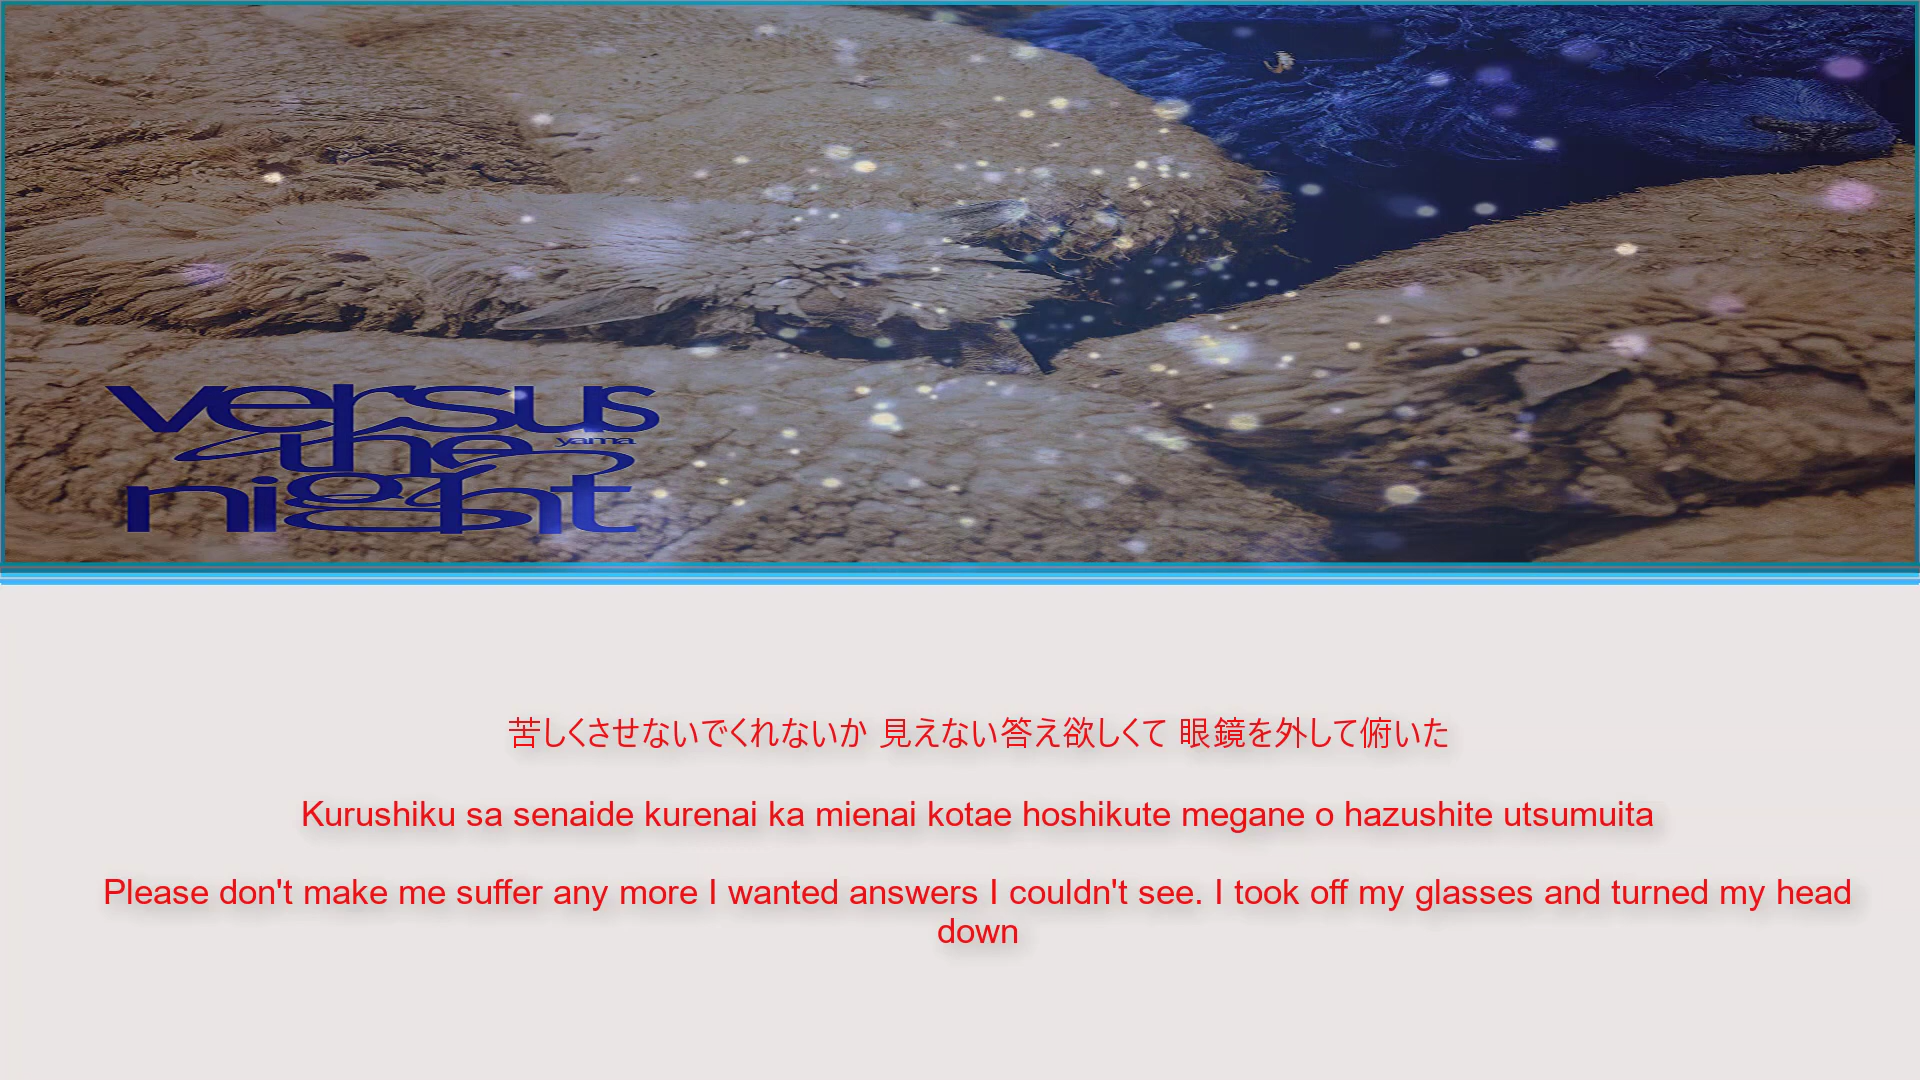 versus
the
yama
night
苦しくさせないでくれないか 見えない答え欲しくて 眼鏡を外して俯いた
Kurushiku sa senaide kurenai ka mienai kotae hoshikute megane o hazushite utsumuita
Please don't make me suffer any more I wanted answers I couldn't see. I took off my glasses and turned my head
down